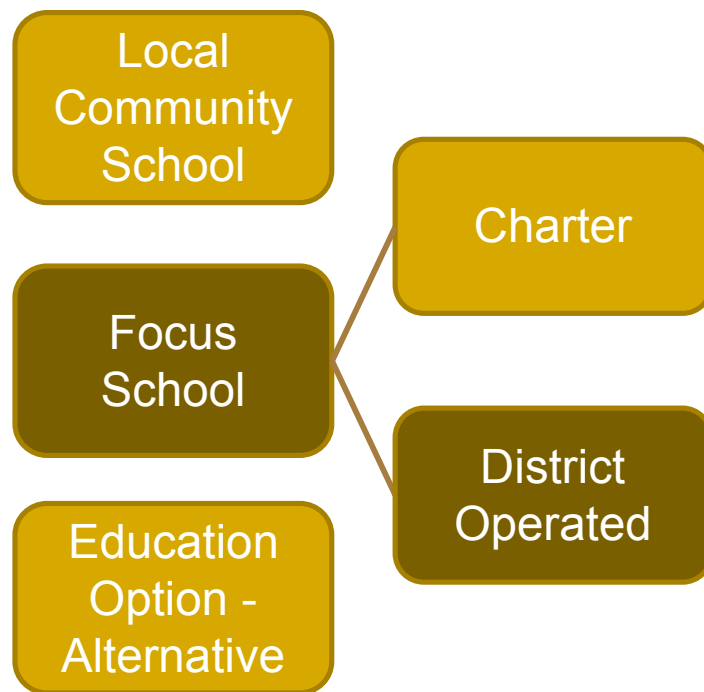 Local
Community
School
Focus
School
Education
Option -
Alternative
Charter
District
Operated